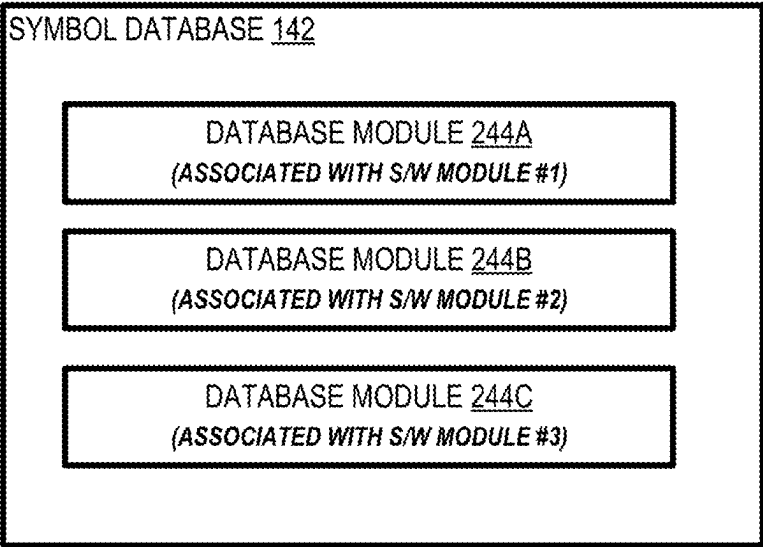 SYMBOL DATABASE 142
DATABASE MODULE 244A
(ASSOCIATED WITH S/W MODULE #1)
DATABASE MODULE 244B
(ASSOCIATED WITH S/W MODULE #2)
DATABASE MODULE 244C
(ASSOCIATED WITH S/W MODULE #3)